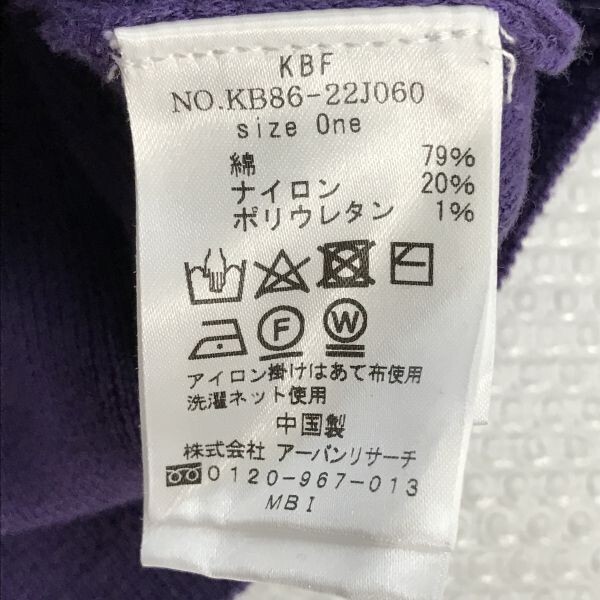 KBF
NO.KB86-22J060
size One
綿 79%
ナイロン 20%
ポリウレタン 1%
F W
アイロン掛けはあて布使用
洗濯ネット使用
中国製
株式会社 アーバンリサーチ
0120-967-013
MBI